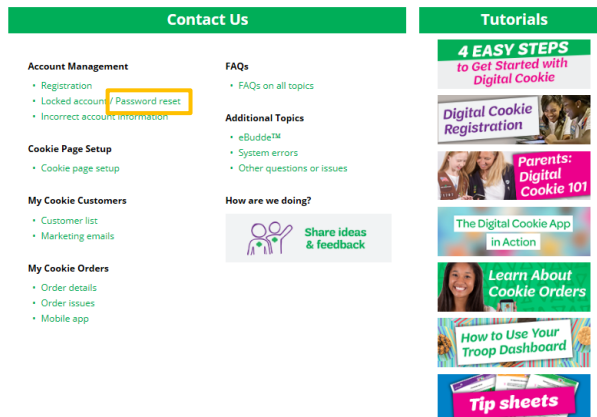 Contact Us
Account Management
Registration
Locked account / Password reset
Incorrect account information
Cookie Page Setup
Cookie page setup
My Cookie Customers
Customer list
Marketing emails
My Cookie Orders
Order details
Order issues
Mobile app
FAQs
FAQs on all topics
Additional Topics
eBudde™
System errors
Other questions or issues
How are we doing?
Share ideas
& feedback
Tutorials
4 EASY STEPS
to Get Started with
Digital Cookie
Digital Cookie
Registration
Parents:
Digital
Cookie 101
The Digital Cookie App
in Action
Learn About
Cookie Orders
How to Use Your
Troop Dashboard
Tip sheets